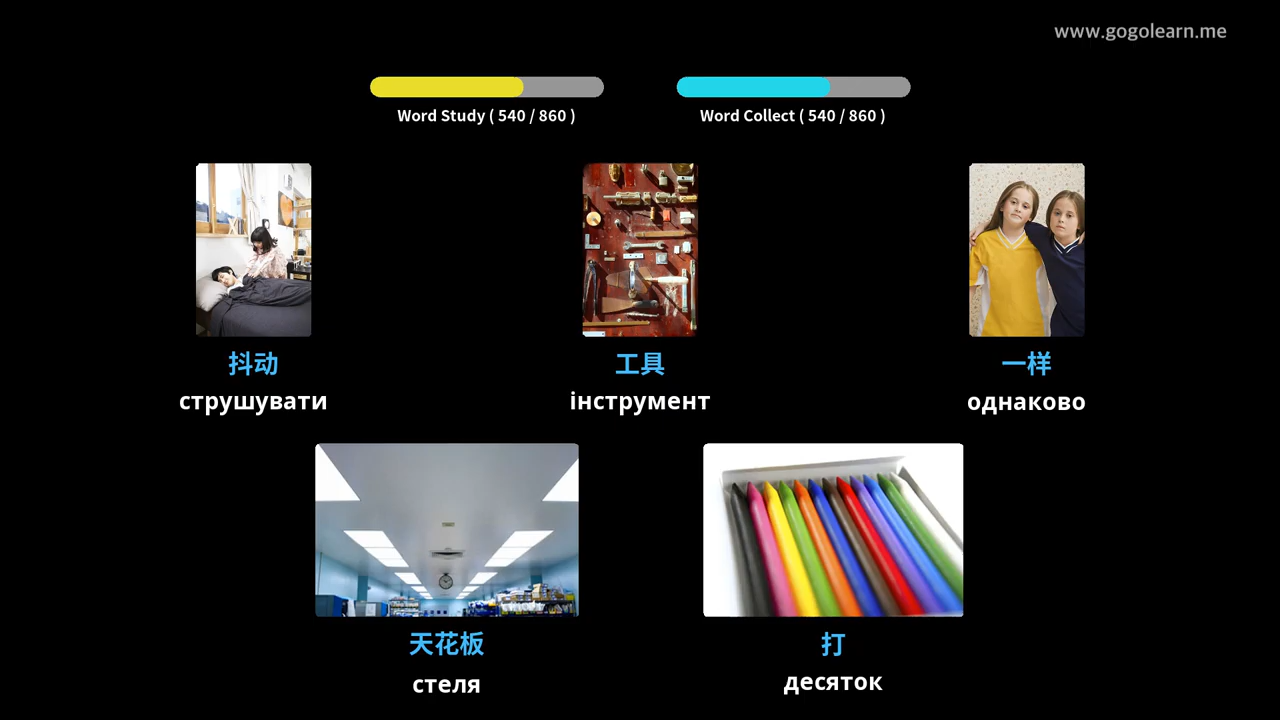 www.gogolearn.me
Word Study ( 540 / 860 )
Word Collect ( 540 / 860 )
抖动
струшувати
工具
інструмент
一样
однаково
天花板
стеля
打
десяток